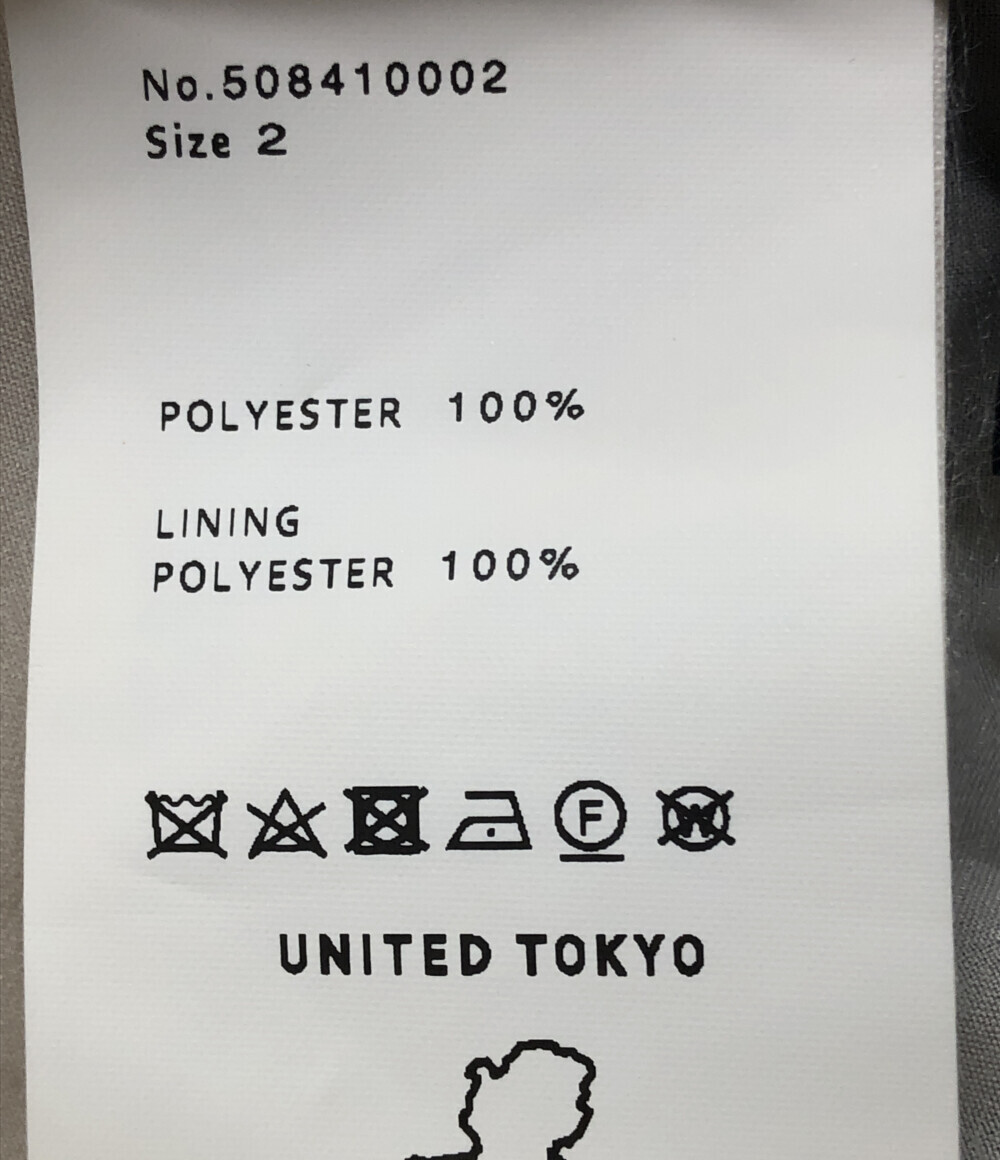 No.508410002
Size 2
POLYESTER 100%
LINING
POLYESTER 100%
F W
UNITED TOKYO